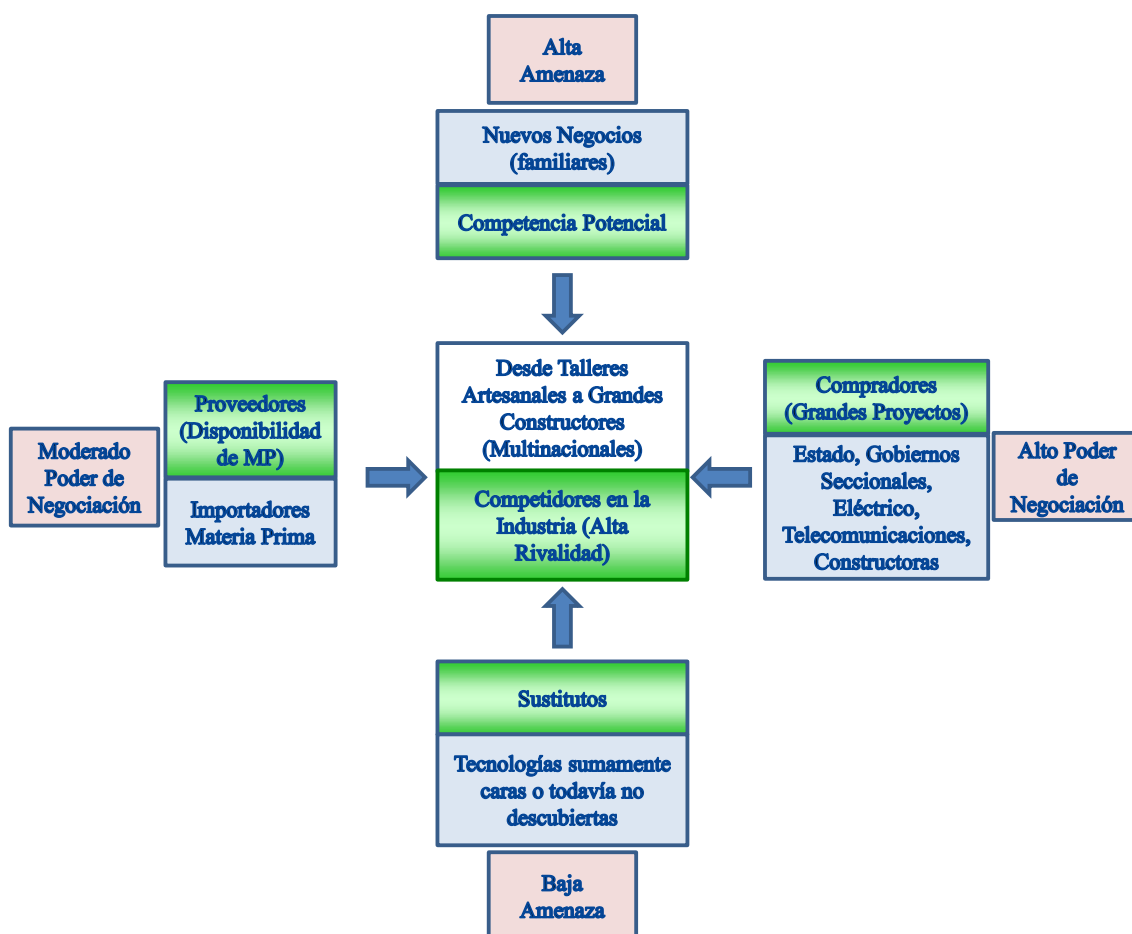 Alta
Amenaza
Nuevos Negocios
(familiares)
Competencia Potencial
Desde Talleres
Artesanales a Grandes
Constructores
(Multinacionales)
Competidores en la
Industria (Alta
Rivalidad)
Proveedores
(Disponibilidad
de MP)
Importadores
Materia Prima
Moderado
Poder de
Negociación
Compradores
(Grandes Proyectos)
Estado, Gobiernos
Seccionales,
Eléctrico,
Telecomunicaciones,
Constructoras
Alto Poder
de
Negociación
Sustitutos
Tecnologías sumamente
caras o todavía no
descubiertas
Baja
Amenaza